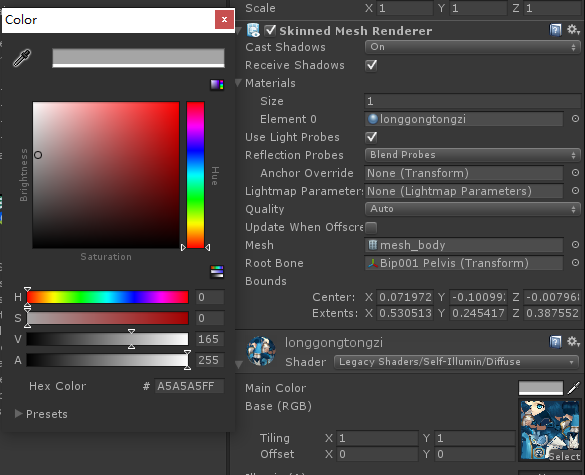 Color
x
Brightness
Hue
Saturation
H 0
S 0
V 165
A 255
Hex Color # A5A5A5FF
Presets
Scale X 1 Y 1 Z 1
Skinned Mesh Renderer
Cast Shadows On
Receive Shadows
Materials
Size 1
Element 0 longgongtongzi
Use Light Probes
Reflection Probes Blend Probes
Anchor Override None (Transform)
Lightmap Parameters None (Lightmap Parameters)
Quality Auto
Update When Offscre
Mesh mesh_body
Root Bone Bip001 Pelvis (Transform)
Bounds
Center: X 0.071972 Y -0.10099 Z -0.00796
Extents: X 0.530513 Y 0.245417 Z 0.387552
longgongtongzi
Shader Legacy Shaders/Self-Illumin/Diffuse
Main Color
Base (RGB)
Tiling X 1 Y 1
Offset X 0 Y 0
Select